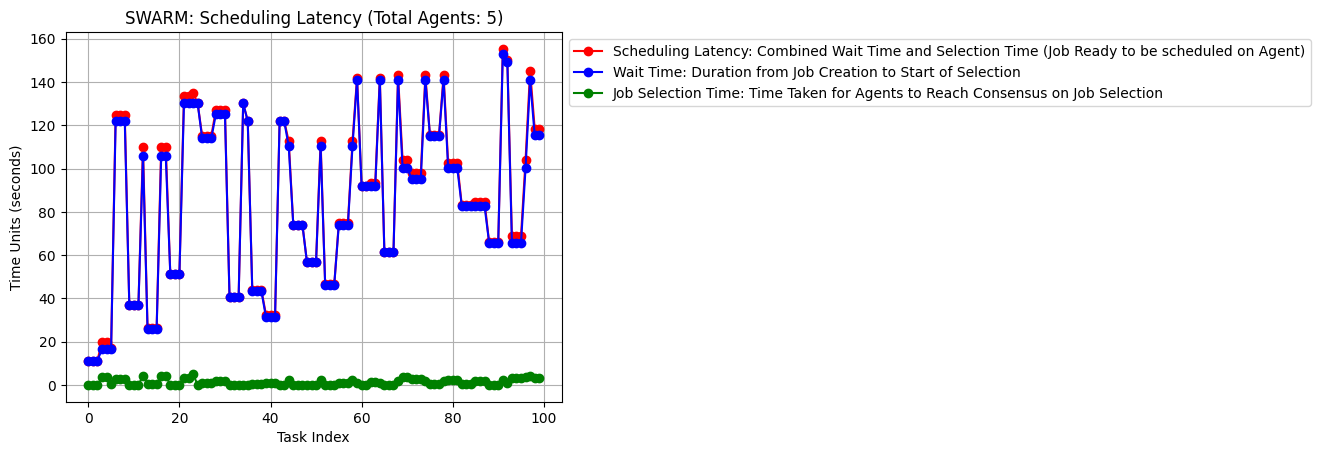 SWARM: Scheduling Latency (Total Agents: 5)
Scheduling Latency: Combined Wait Time and Selection Time (Job Ready to be scheduled on Agent)
Wait Time: Duration from Job Creation to Start of Selection
Job Selection Time: Time Taken for Agents to Reach Consensus on Job Selection
Time Units (seconds)
160
140
120
100
80
60
40
20
0
0 20 40 60 80 100
Task Index